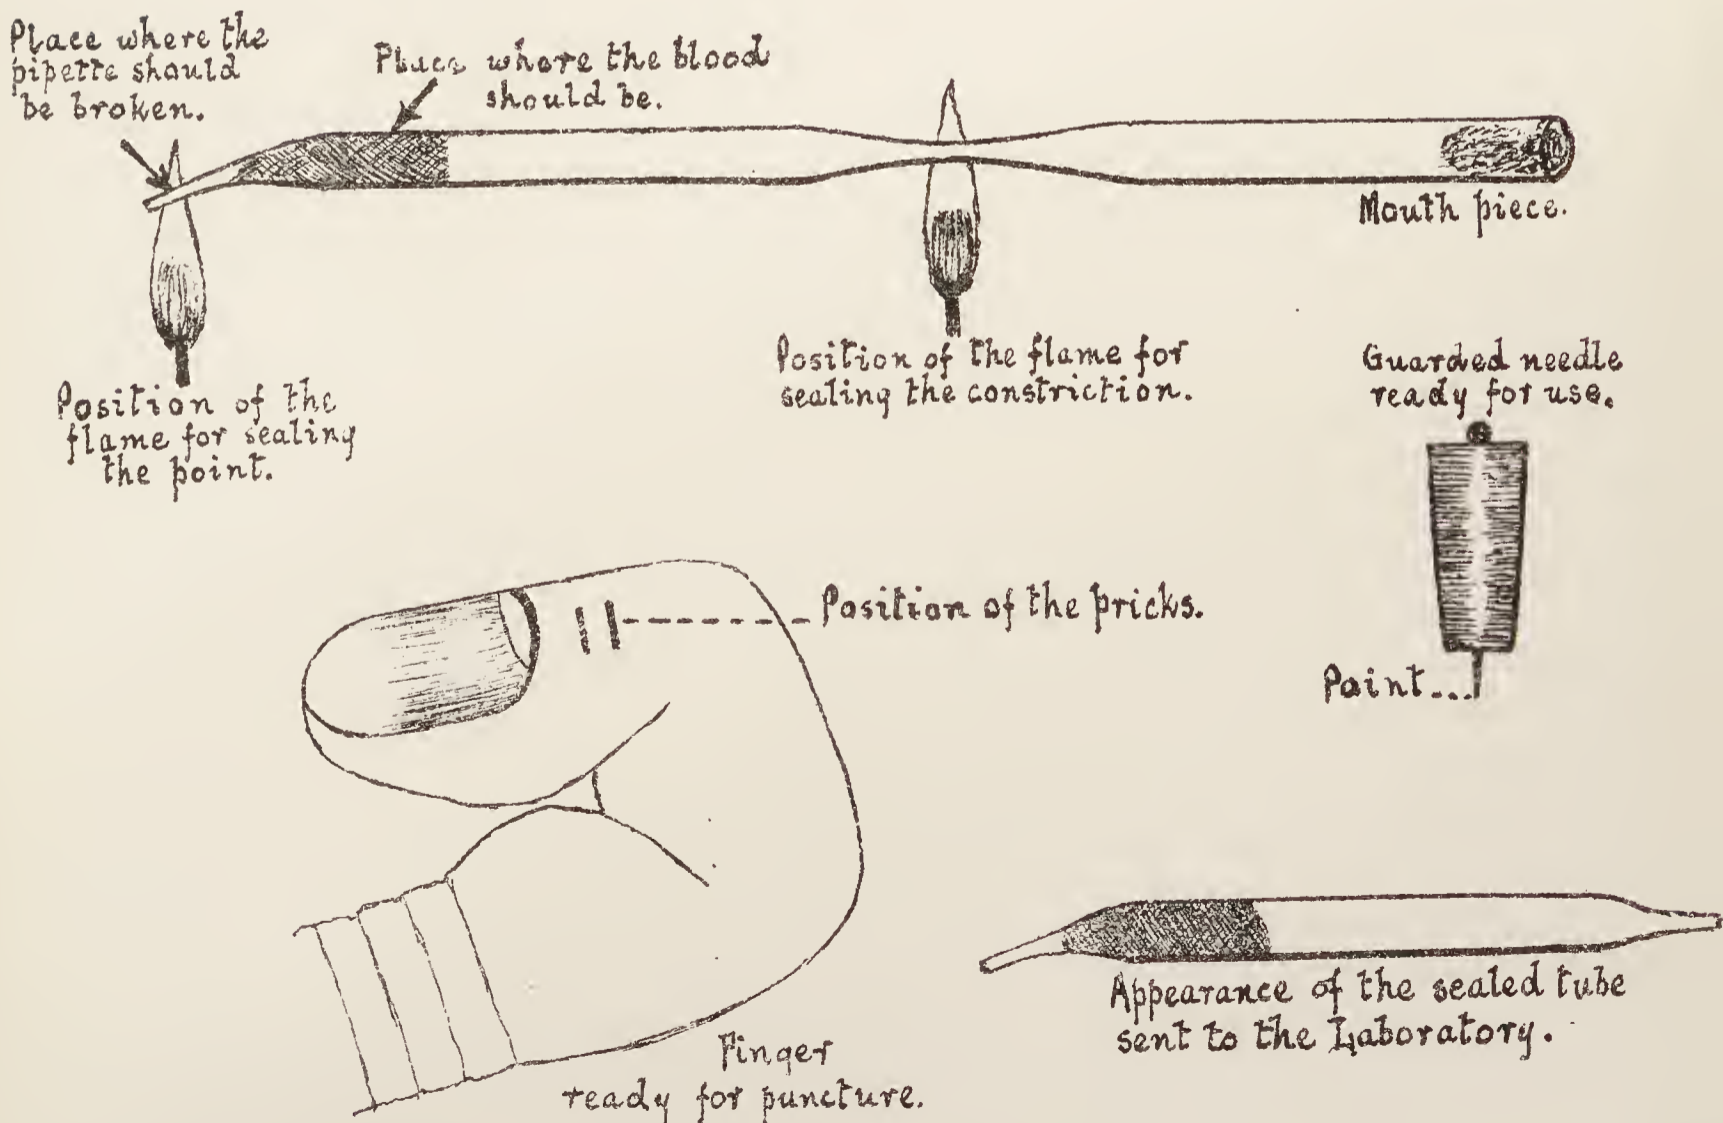 Place where the
pipette should
be broken.
Place where the blood
should be.
Mouth piece.
Position of the
flame for sealing
the point.
Position of the flame for
sealing the constriction.
Guarded needle
ready for use.
Position of the pricks.
Point...
Finger
ready for puncture.
Appearance of the sealed tube
sent to the Laboratory.